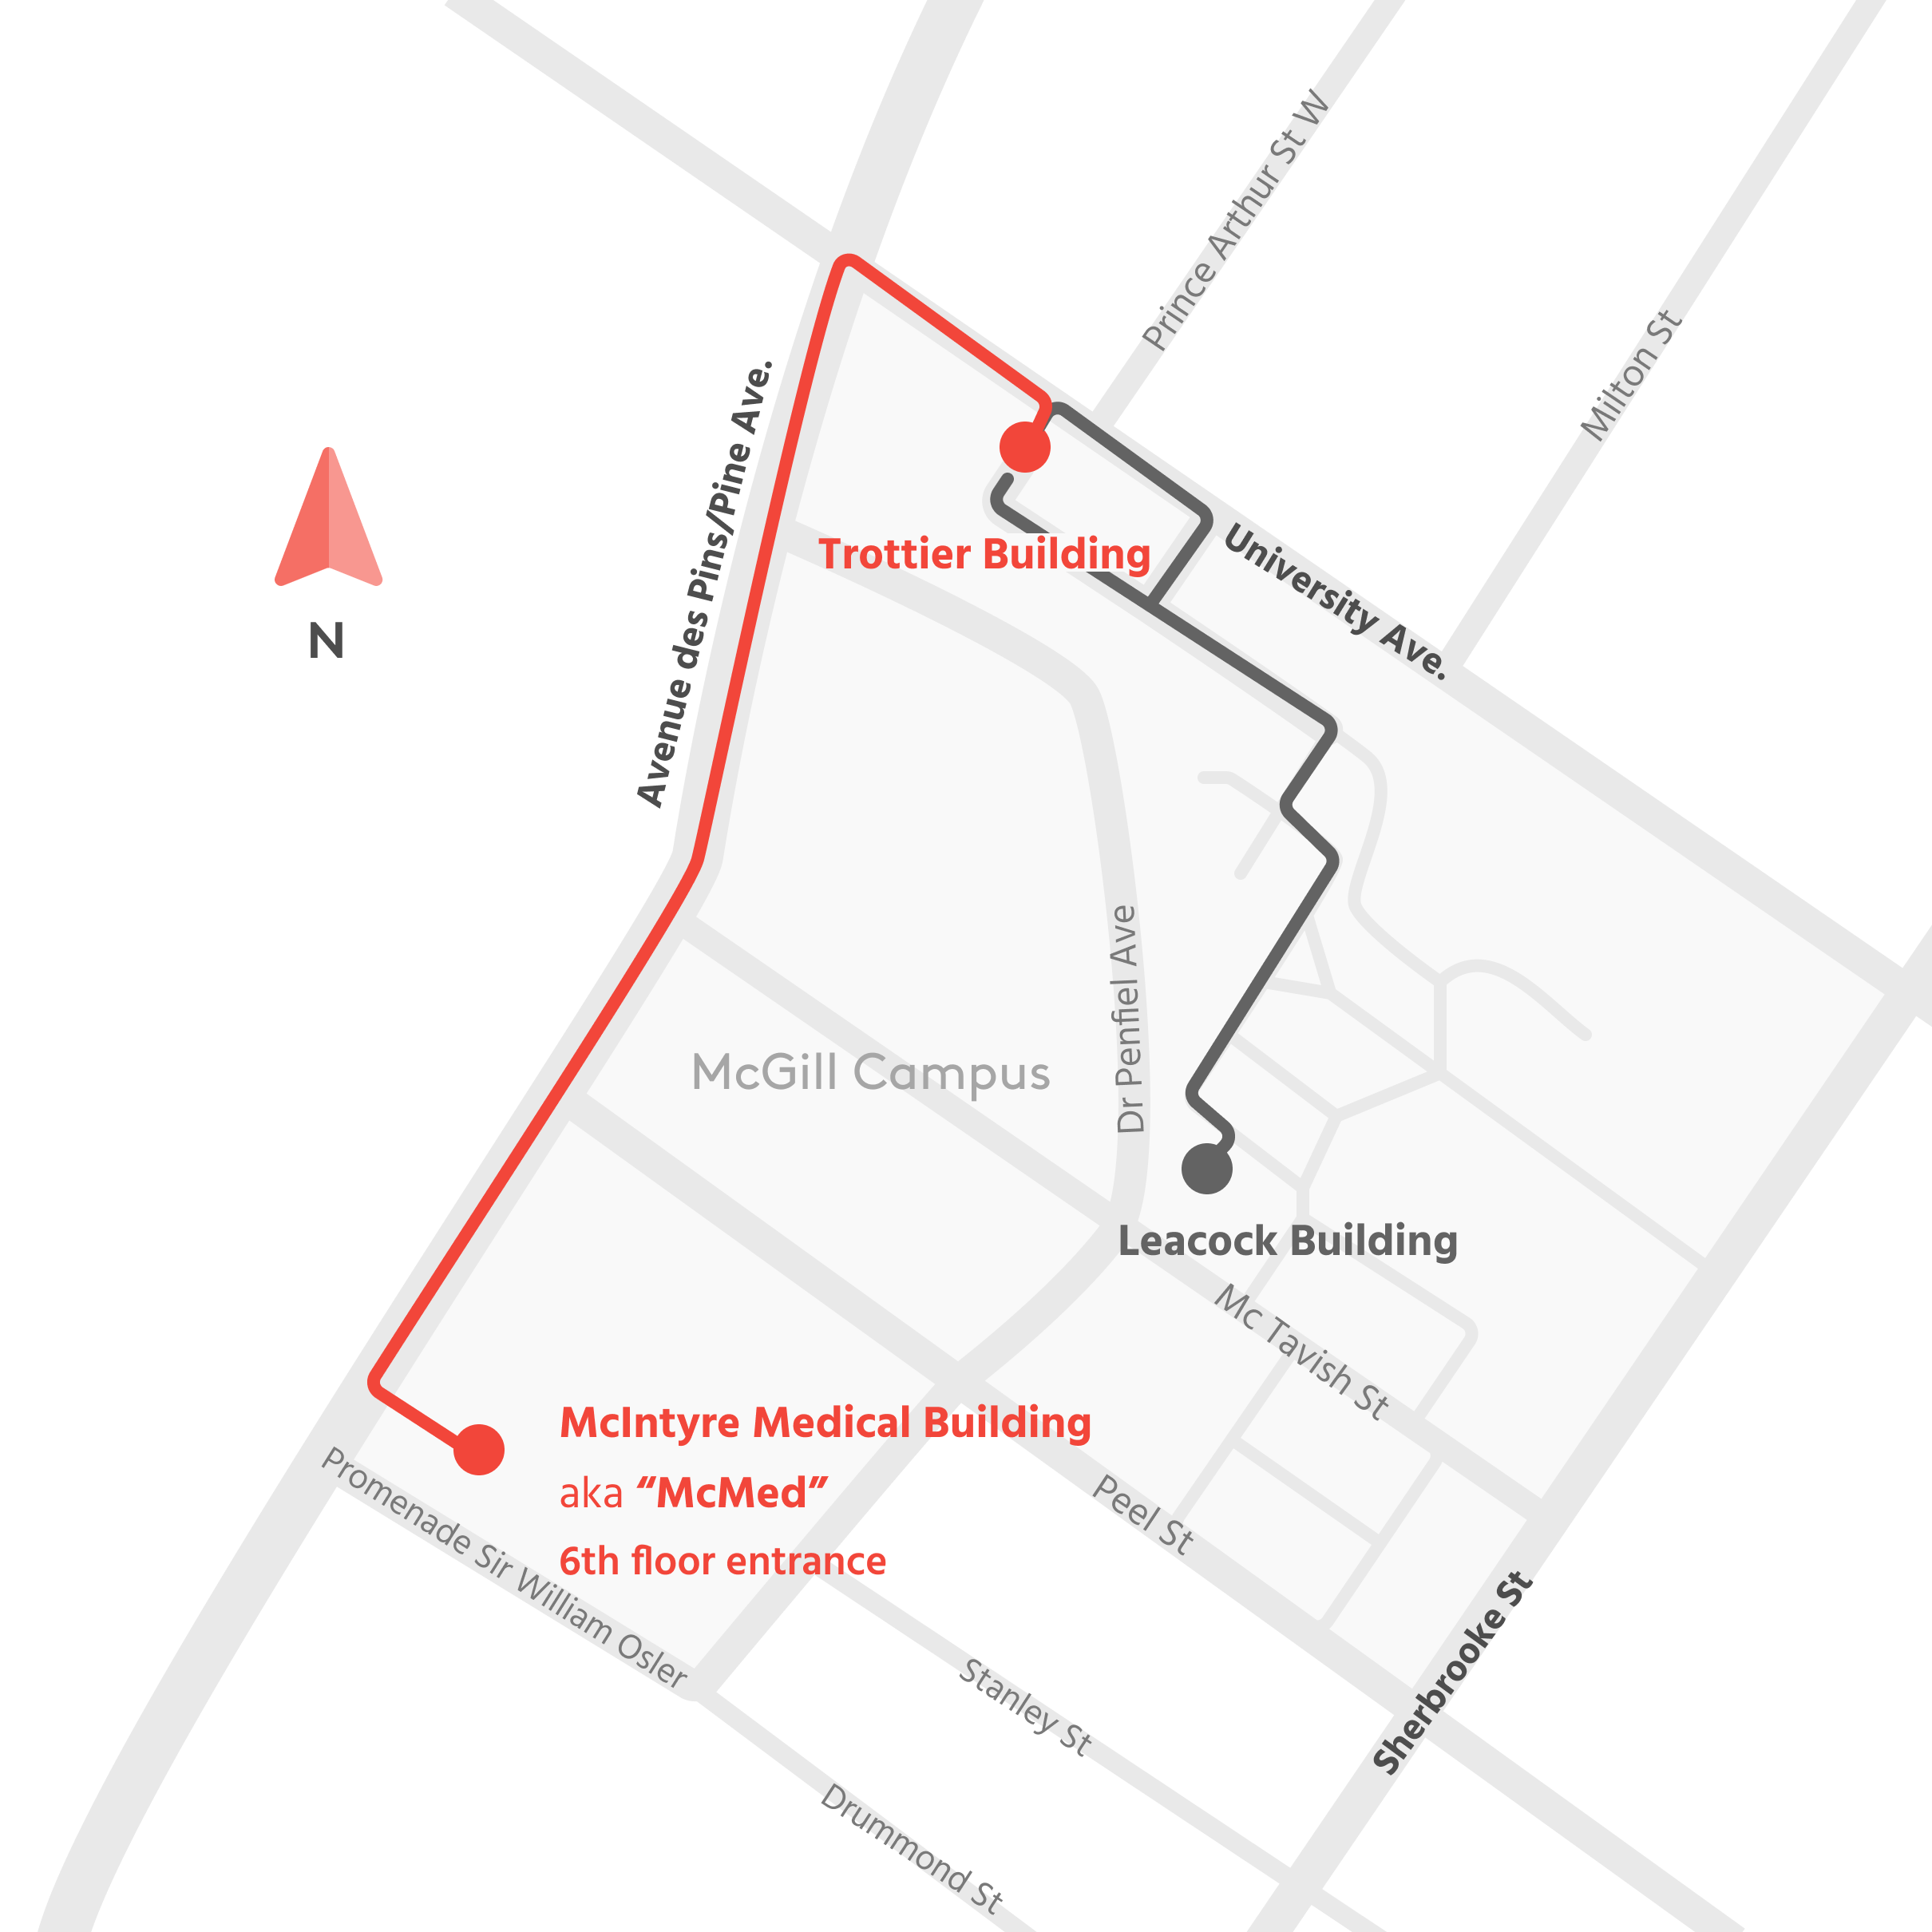 Prince Arthur St W
Milton St
Avenue des Pins/Pine Ave.
Trottier Building
University Ave.
N
Dr Penfiel Ave
McGill Campus
Leacock Building
Mc Tavish St
McIntyre Medical Building
aka “McMed”
6th floor entrance
Promenade Sir William Osler
Peel St
Sherbrooke St
Stanley St
Drummond St